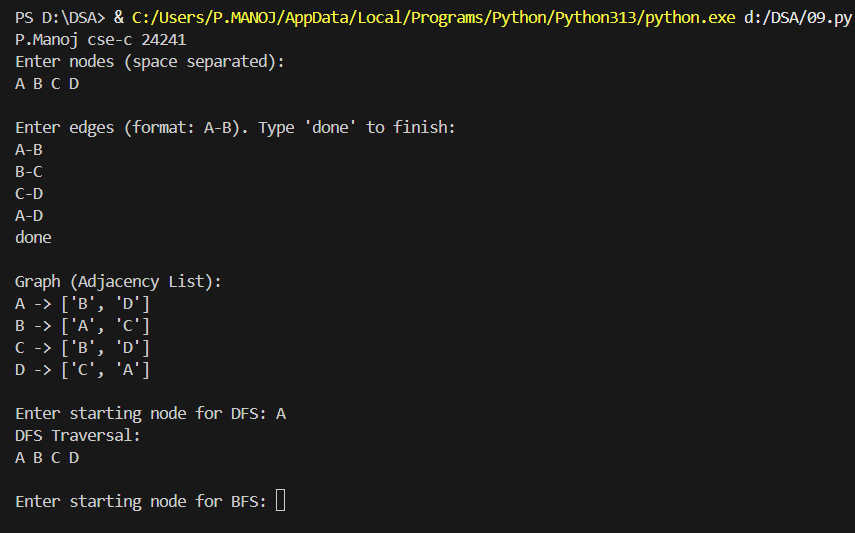 PS D:\DSA> & C:/Users/P.MANOJ/AppData/Local/Programs/Python/Python313/python.exe d:/DSA/09.py
P.Manoj cse-c 24241
Enter nodes (space separated):
A B C D
Enter edges (format: A-B). Type 'done' to finish:
A-B
B-C
C-D
A-D
done
Graph (Adjacency List):
A -> ['B', 'D']
B -> ['A', 'C']
C -> ['B', 'D']
D -> ['C', 'A']
Enter starting node for DFS: A
DFS Traversal:
A B C D
Enter starting node for BFS: